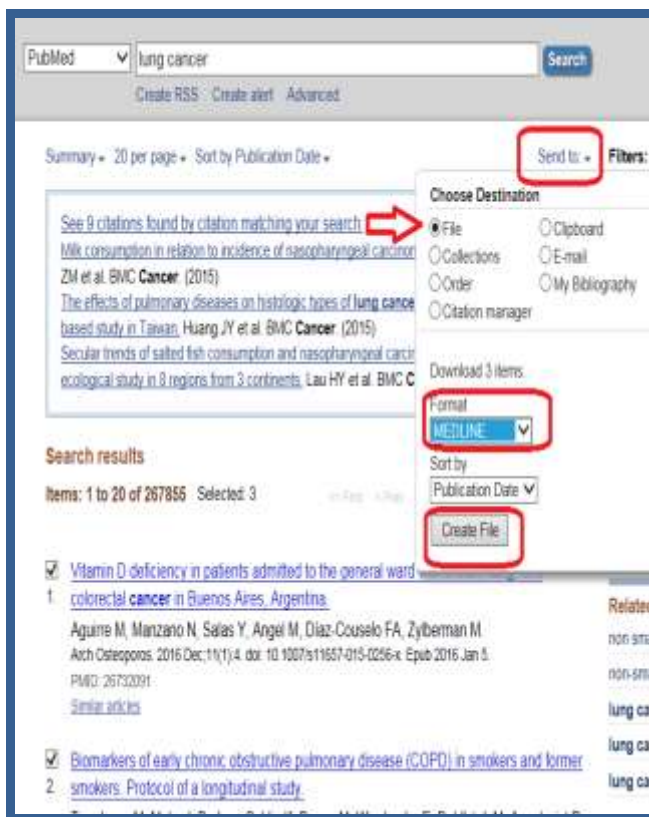 PubMed lung cancer Search
Create RSS Create alert Advanced
Summary 20 per page Sort by Publication Date Send to: Filters:
Choose Destination
File Clipboard
Collections E-mail
Order My Bibliography
Citation manager
Download 3 items.
Format
MEDLINE
Sort by
Publication Date
Create File
See 9 citations found by citation matching your search
Milk consumption in relation to incidence of nasopharyngeal carcinor
ZM et al. BMC Cancer. (2015)
The effects of pulmonary diseases on histologic types of lung cance
based study in Taiwan. Huang JY et al. BMC Cancer. (2015)
Secular trends of salted fish consumption and nasopharyngeal carcir
ecological study in 8 regions from 3 continents. Lau HY et al. BMC C
Search results
Items: 1 to 20 of 267855 Selected: 3
1. Vitamin D deficiency in patients admitted to the general ward
colorectal cancer in Buenos Aires, Argentina.
Aguirre M, Manzano N, Salas Y, Angel M, Díaz-Couselo FA, Zylberman M.
Arch Osteoporos. 2016 Dec;11(1):4. doi: 10.1007/s11657-015-0256-x. Epub 2016 Jan 5.
PMID: 26732091
Similar articles
2. Biomarkers of early chronic obstructive pulmonary disease (COPD) in smokers and former
smokers. Protocol of a longitudinal study.
Relate
non sma
non-sma
lung ca
lung ca
lung ca